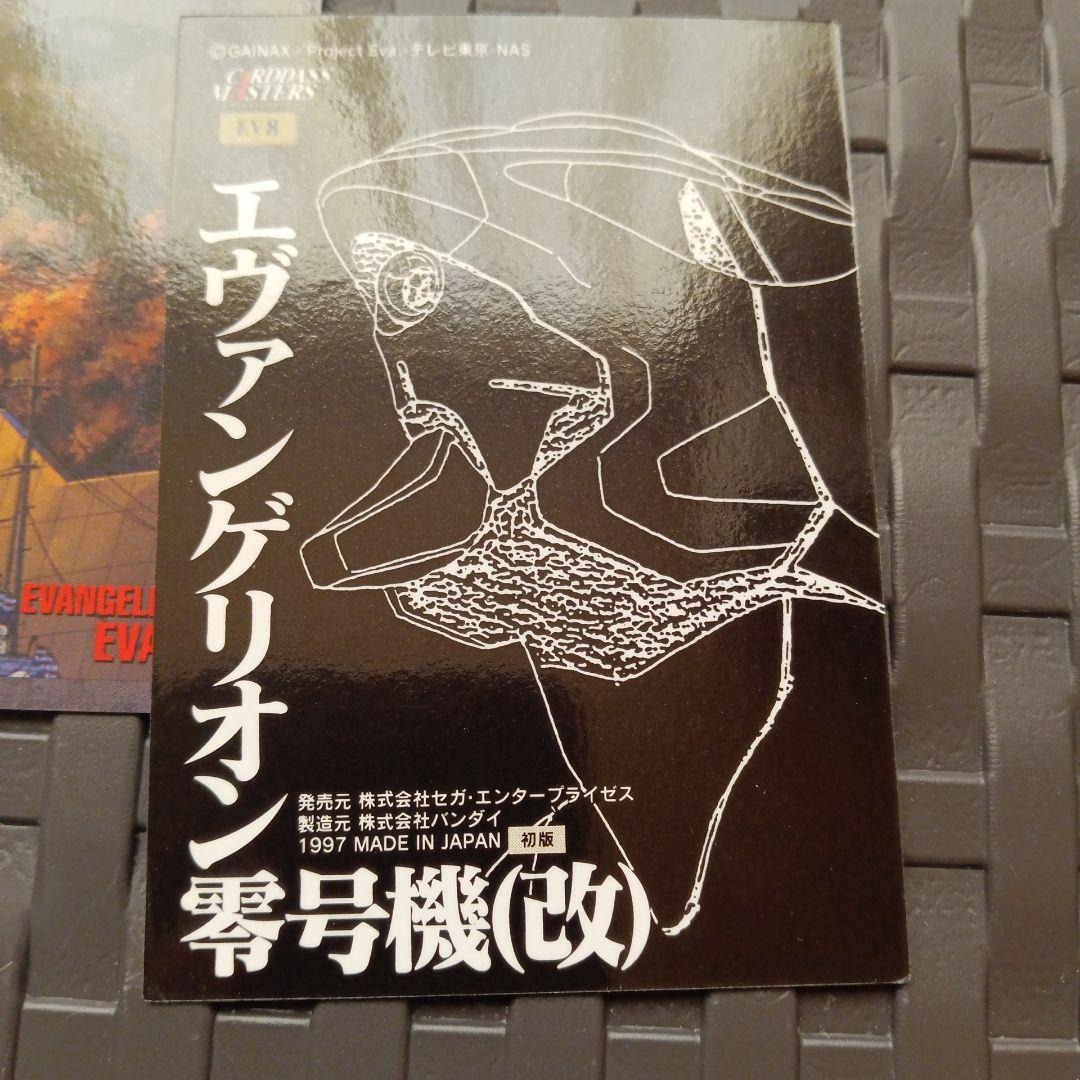 ©GAINAX/Project Eva.・テレビ東京・NAS
CARDDASS
MASTERS
EV8
エヴァンゲリオン
発売元 株式会社セガ・エンタープライゼス
製造元 株式会社バンダイ
1997 MADE IN JAPAN 初版
零号機(改)
EVANGELI
EVA